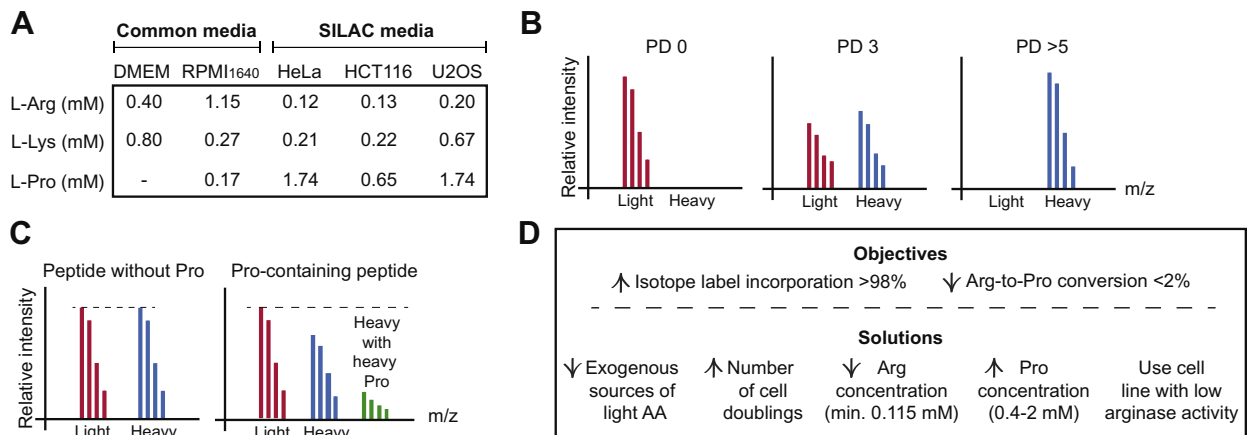 A
Common media SILAC media
DMEM RPMI1640 HeLa HCT116 U2OS
L-Arg (mM) 0.40 1.15 0.12 0.13 0.20
L-Lys (mM) 0.80 0.27 0.21 0.22 0.67
L-Pro (mM) - 0.17 1.74 0.65 1.74
B
PD 0 PD 3 PD >5
Relative intensity
Light Heavy Light Heavy Light Heavy
m/z
C
Peptide without Pro Pro-containing peptide
Relative intensity
Heavy
with
heavy
Pro
Light Heavy Light Heavy
m/z
D
Objectives
Isotope label incorporation >98% Arg-to-Pro conversion <2%
Solutions
Exogenous
sources of
light AA
Number
of cell
doublings
Arg
concentration
(min. 0.115 mM)
Pro
concentration
(0.4-2 mM)
Use cell
line with low
arginase activity